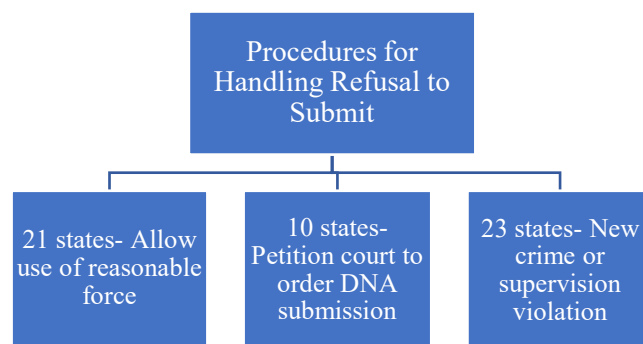 Procedures for
Handling Refusal to
Submit
21 states- Allow
use of reasonable
force
10 states-
Petition court to
order DNA
submission
23 states- New
crime or
supervision
violation